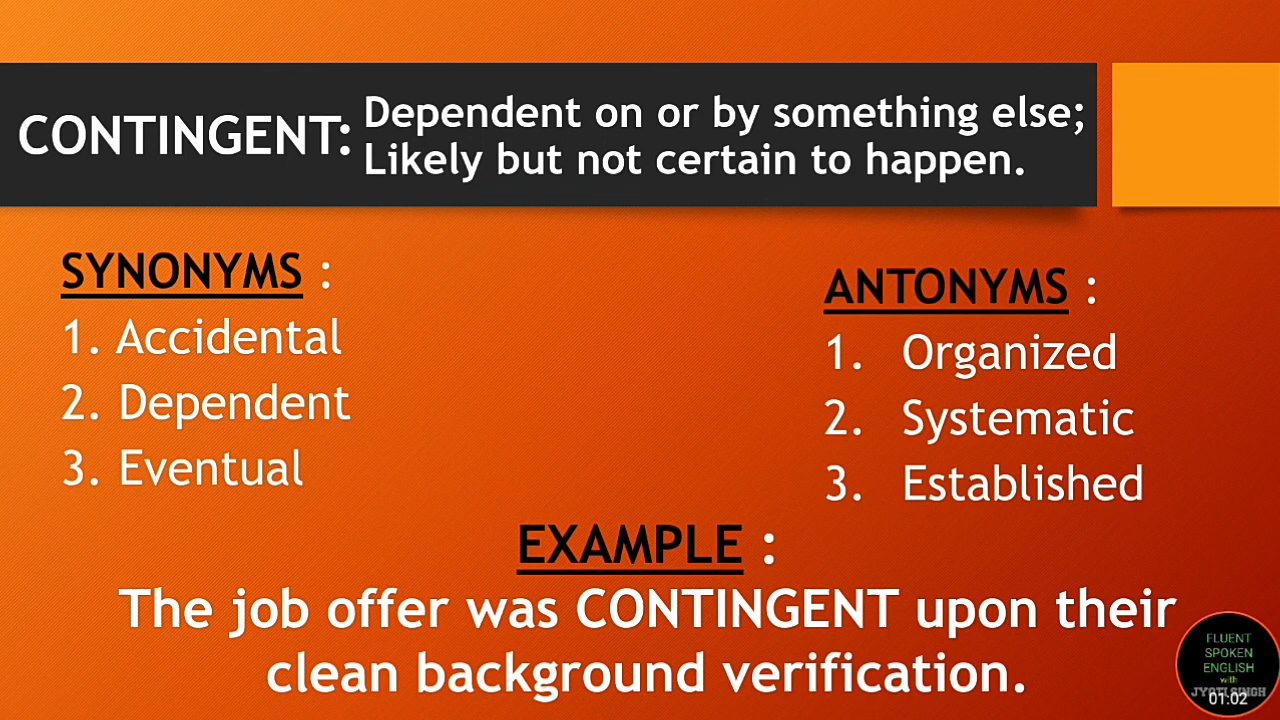 CONTINGENT: Dependent on or by something else;
Likely but not certain to happen.
SYNONYMS :
1. Accidental
2. Dependent
3. Eventual
ANTONYMS :
1. Organized
2. Systematic
3. Established
EXAMPLE :
The job offer was CONTINGENT upon their
clean background verification.
FLUENT
SPOKEN
ENGLISH
with
JYOTI SINGH
01:02